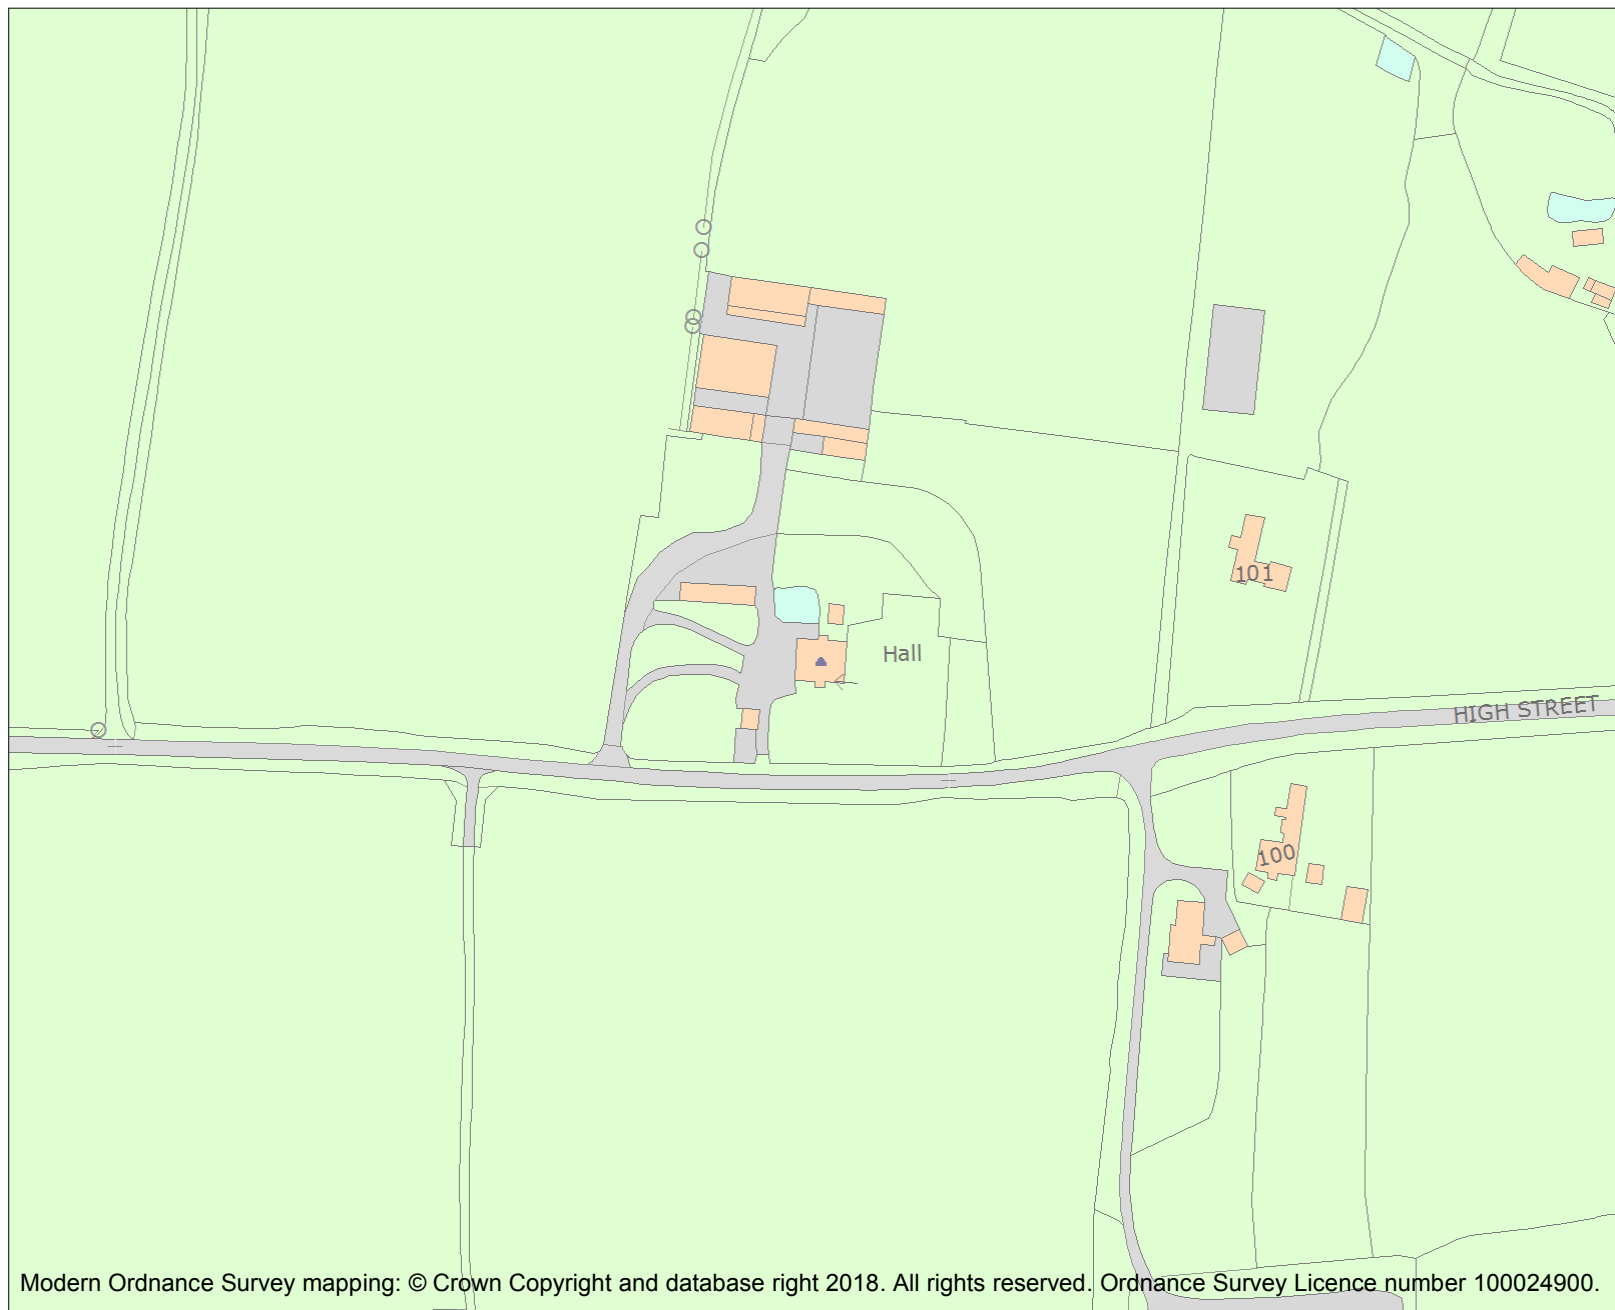 101
Hall
HIGH STREET
100
Modern Ordnance Survey mapping: © Crown Copyright and database right 2018. All rights reserved. Ordnance Survey Licence number 100024900.